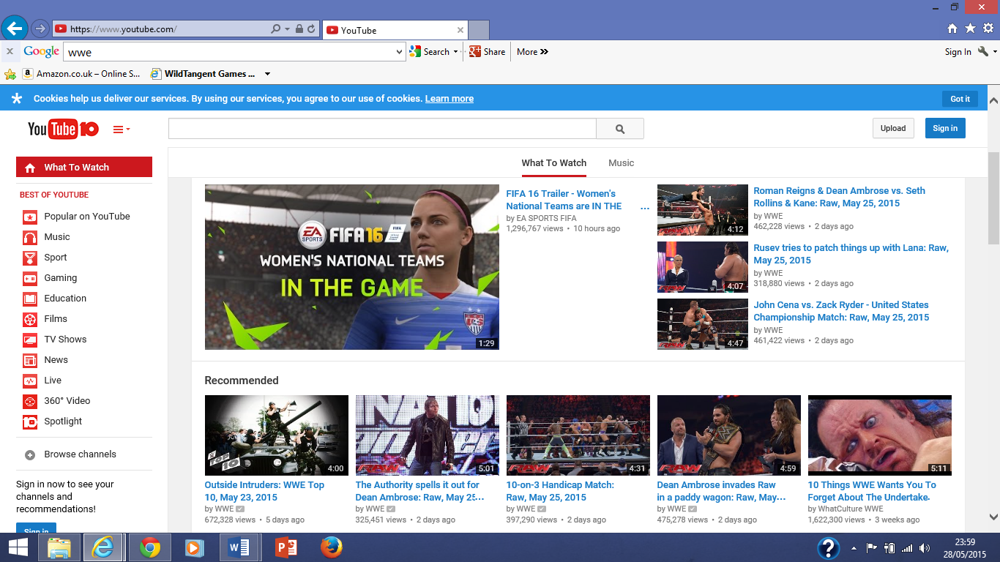 https://www.youtube.com/
YouTube
x Google wwe Search Share More »
Sign In
Amazon.co.uk – Online S...
WildTangent Games ...
Cookies help us deliver our services. By using our services, you agree to our use of cookies. Learn more
Got it
YouTube 10
Upload
Sign in
What To Watch
Music
What To Watch
BEST OF YOUTUBE
Popular on YouTube
Music
Sport
Gaming
Education
Films
TV Shows
News
Live
360° Video
Spotlight
Browse channels
Sign in now to see your
channels and
recommendations!
Sign in
EA SPORTS FIFA 16 FIFA
WOMEN'S NATIONAL TEAMS
IN THE GAME
1:29
FIFA 16 Trailer - Women's
National Teams are IN THE ...
by EA SPORTS FIFA
1,296,767 views • 10 hours ago
4:12
Roman Reigns & Dean Ambrose vs. Seth
Rollins & Kane: Raw, May 25, 2015
by WWE
462,228 views • 2 days ago
4:07
Rusev tries to patch things up with Lana: Raw,
May 25, 2015
by WWE
318,880 views • 2 days ago
4:47
John Cena vs. Zack Ryder - United States
Championship Match: Raw, May 25, 2015
by WWE
461,422 views • 2 days ago
Recommended
TOP 10
4:00
Outside Intruders: WWE Top
10, May 23, 2015
by WWE
672,328 views • 5 days ago
RAW
5:01
The Authority spells it out for
Dean Ambrose: Raw, May 25...
by WWE
325,451 views • 2 days ago
RAW
4:31
10-on-3 Handicap Match:
Raw, May 25, 2015
by WWE
397,290 views • 2 days ago
RAW
4:59
Dean Ambrose invades Raw
in a paddy wagon: Raw, May...
by WWE
475,278 views • 2 days ago
5:11
10 Things WWE Wants You To
Forget About The Undertake.
by WhatCulture WWE
1,622,300 views • 3 weeks ago
23:59
28/05/2015